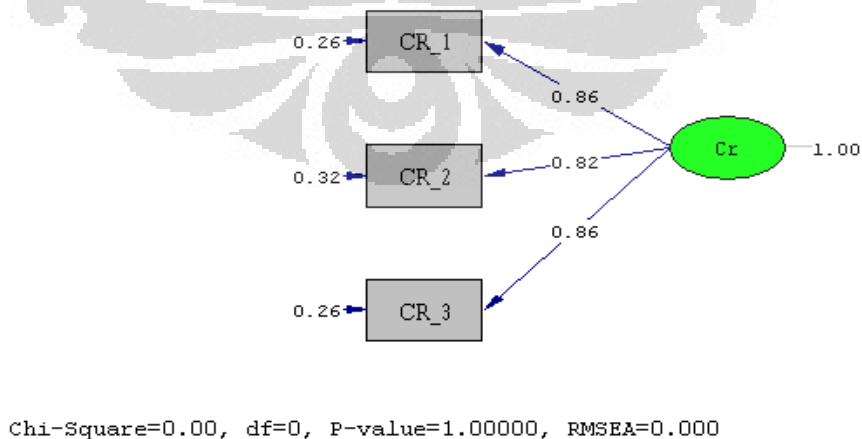 0.26 CR_1
0.86
Cr 1.00
0.82
0.32 CR_2
0.86
0.26 CR_3
Chi-Square=0.00, df=0, P-value=1.00000, RMSEA=0.000